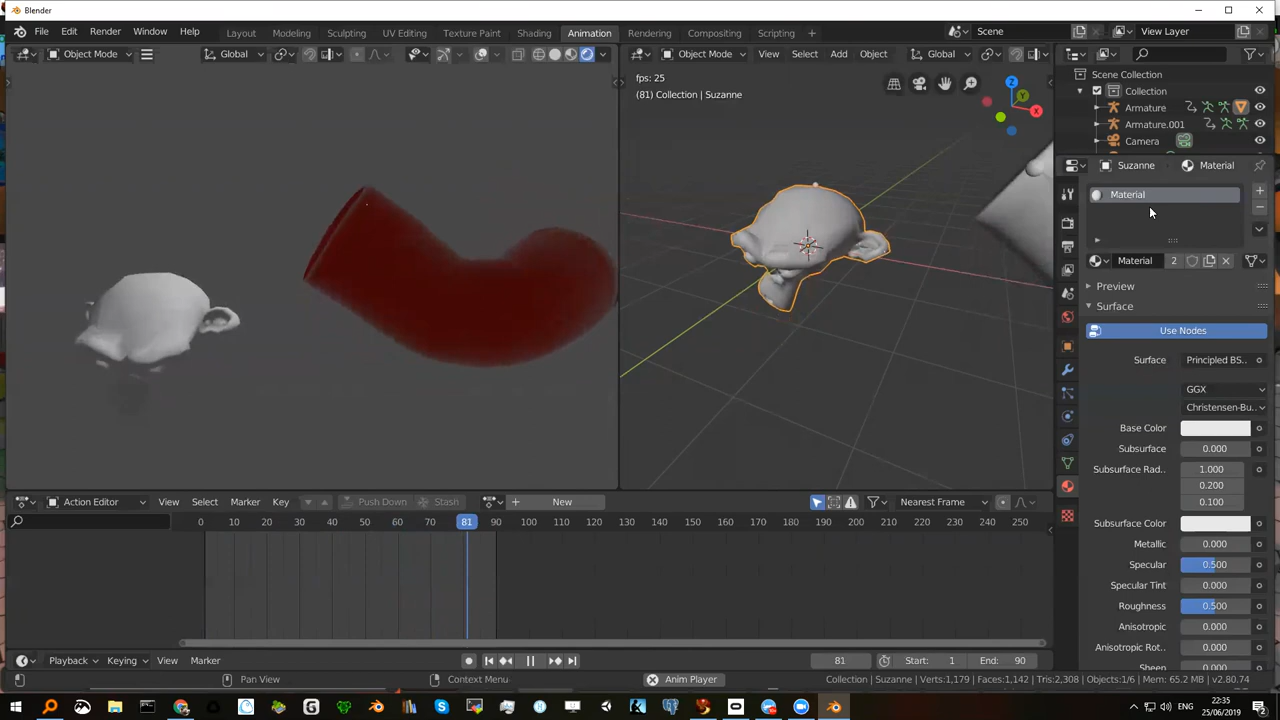 Blender
File Edit Render Window Help Layout Modeling Sculpting UV Editing Texture Paint Shading Animation Rendering Compositing Scripting Scene View Layer
Object Mode Global Object Mode View Select Add Object Global
fps: 25
(81) Collection | Suzanne
Z
Y
X
Scene Collection
Collection
Armature
Armature.001
Camera
Suzanne Material
Material
Material 2
Preview
Surface
Use Nodes
Surface Principled BS..
GGX
Christensen-Bu..
Base Color
Subsurface 0.000
Subsurface Rad.. 1.000
0.200
0.100
Subsurface Color
Metallic 0.000
Specular 0.500
Specular Tint 0.000
Roughness 0.500
Anisotropic 0.000
Anisotropic Rot.. 0.000
Sheen 0.000
Action Editor View Select Marker Key Push Down Stash New Nearest Frame
0 10 20 30 40 50 60 70 81 90 100 110 120 130 140 150 160 170 180 190 200 210 220 230 240 250
Playback Keying View Marker 81 Start: 1 End: 90
Pan View Context Menu Anim Player Collection | Suzanne | Verts:1,179 | Faces:1,142 | Tris:2,308 | Objects:1/6 | Mem: 65.2 MB | v2.80.74
ENG
22:35
25/06/2019